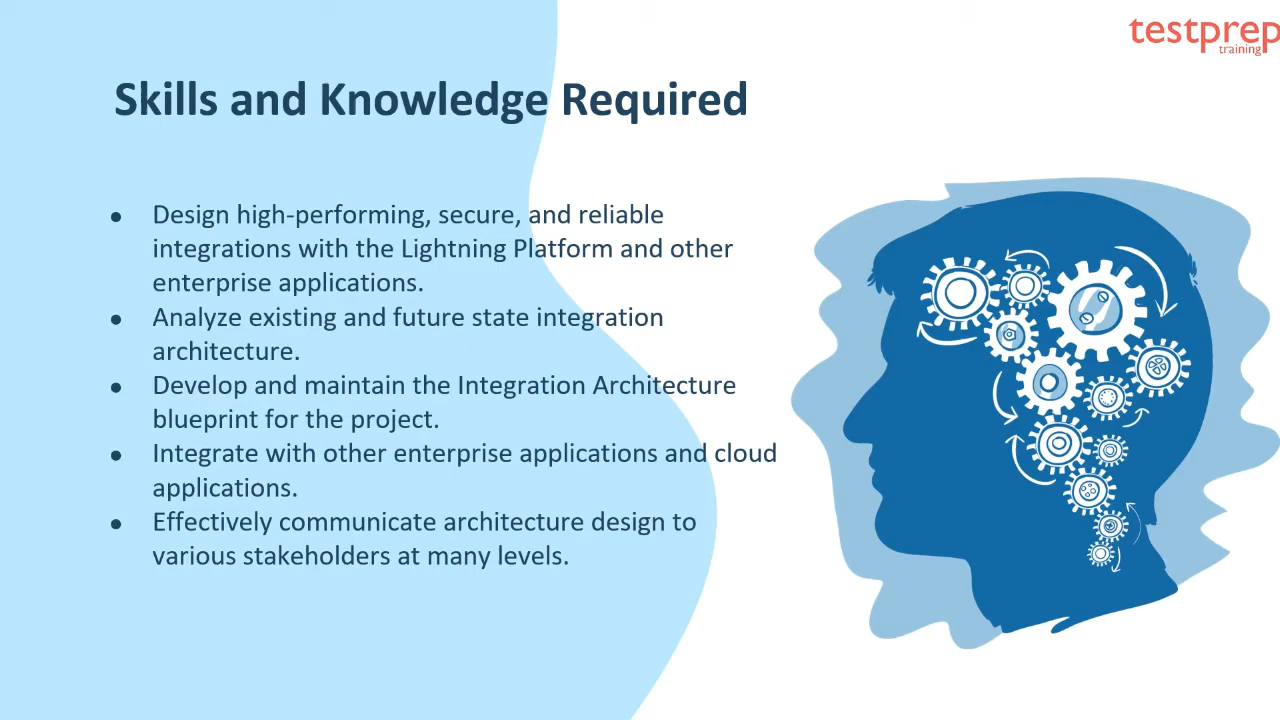 testprep
training
Skills and Knowledge Required
● Design high-performing, secure, and reliable
integrations with the Lightning Platform and other
enterprise applications.
● Analyze existing and future state integration
architecture.
● Develop and maintain the Integration Architecture
blueprint for the project.
● Integrate with other enterprise applications and cloud
applications.
● Effectively communicate architecture design to
various stakeholders at many levels.